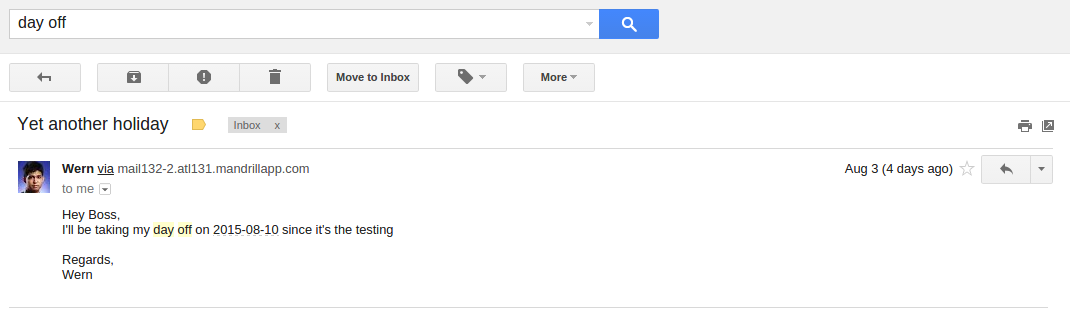 day off
Move to Inbox
More
Yet another holiday
Inbox x
Wern via mail132-2.atl131.mandrillapp.com
Aug 3 (4 days ago)
to me
Hey Boss,
I'll be taking my day off on 2015-08-10 since it's the testing
Regards,
Wern